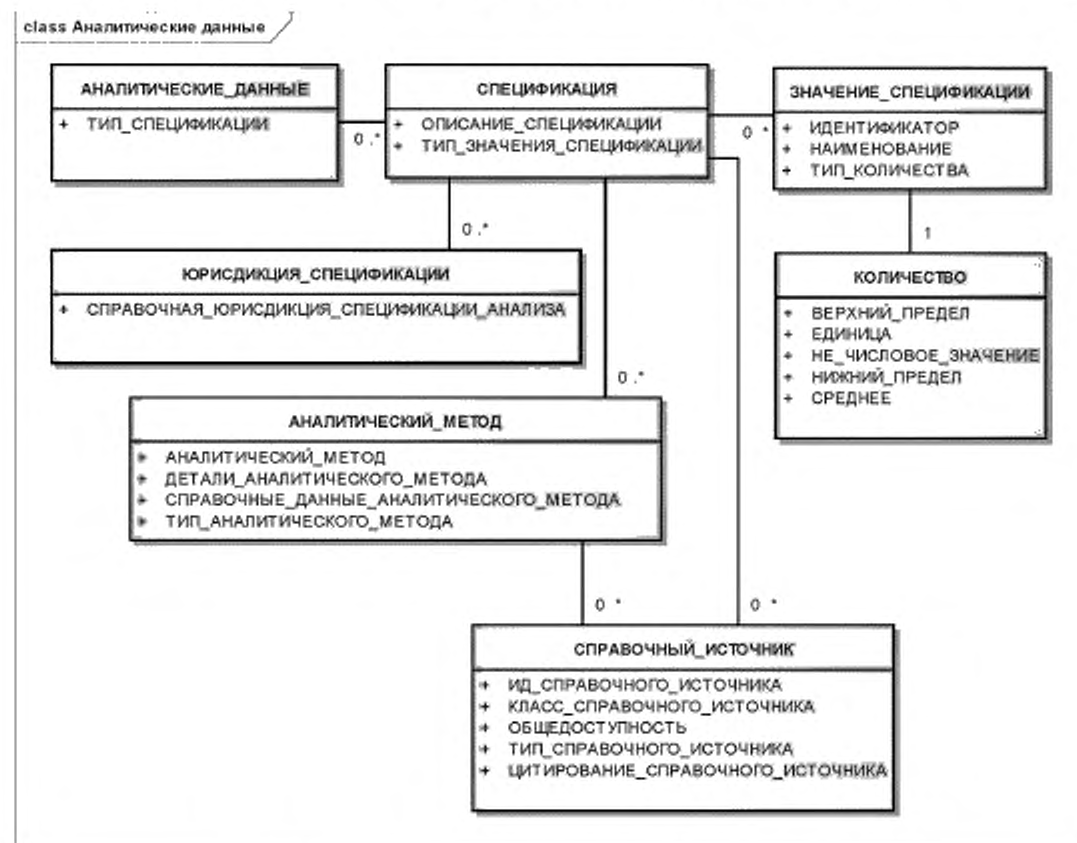 class Аналитические данные
АНАЛИТИЧЕСКИЕ_ДАННЫЕ
+ ТИП_СПЕЦИФИКАЦИИ
0..*
СПЕЦИФИКАЦИЯ
+ ОПИСАНИЕ_СПЕЦИФИКАЦИИ
+ ТИП_ЗНАЧЕНИЯ_СПЕЦИФИКАЦИИ
0..*
ЗНАЧЕНИЕ_СПЕЦИФИКАЦИИ
+ ИДЕНТИФИКАТОР
+ НАИМЕНОВАНИЕ
+ ТИП_КОЛИЧЕСТВА
1
КОЛИЧЕСТВО
+ ВЕРХНИЙ_ПРЕДЕЛ
+ ЕДИНИЦА
+ НЕ_ЧИСЛОВОЕ_ЗНАЧЕНИЕ
+ НИЖНИЙ_ПРЕДЕЛ
+ СРЕДНЕЕ
0..*
ЮРИСДИКЦИЯ_СПЕЦИФИКАЦИИ
+ СПРАВОЧНАЯ_ЮРИСДИКЦИЯ_СПЕЦИФИКАЦИИ_АНАЛИЗА
0..*
АНАЛИТИЧЕСКИЙ_МЕТОД
+ АНАЛИТИЧЕСКИЙ_МЕТОД
+ ДЕТАЛИ_АНАЛИТИЧЕСКОГО_МЕТОДА
+ СПРАВОЧНЫЕ_ДАННЫЕ_АНАЛИТИЧЕСКОГО_МЕТОДА
+ ТИП_АНАЛИТИЧЕСКОГО_МЕТОДА
0..*
0..*
СПРАВОЧНЫЙ_ИСТОЧНИК
+ ИД_СПРАВОЧНОГО_ИСТОЧНИКА
+ КЛАСС_СПРАВОЧНОГО_ИСТОЧНИКА
+ ОБЩЕДОСТУПНОСТЬ
+ ТИП_СПРАВОЧНОГО_ИСТОЧНИКА
+ ЦИТИРОВАНИЕ_СПРАВОЧНОГО_ИСТОЧНИКА